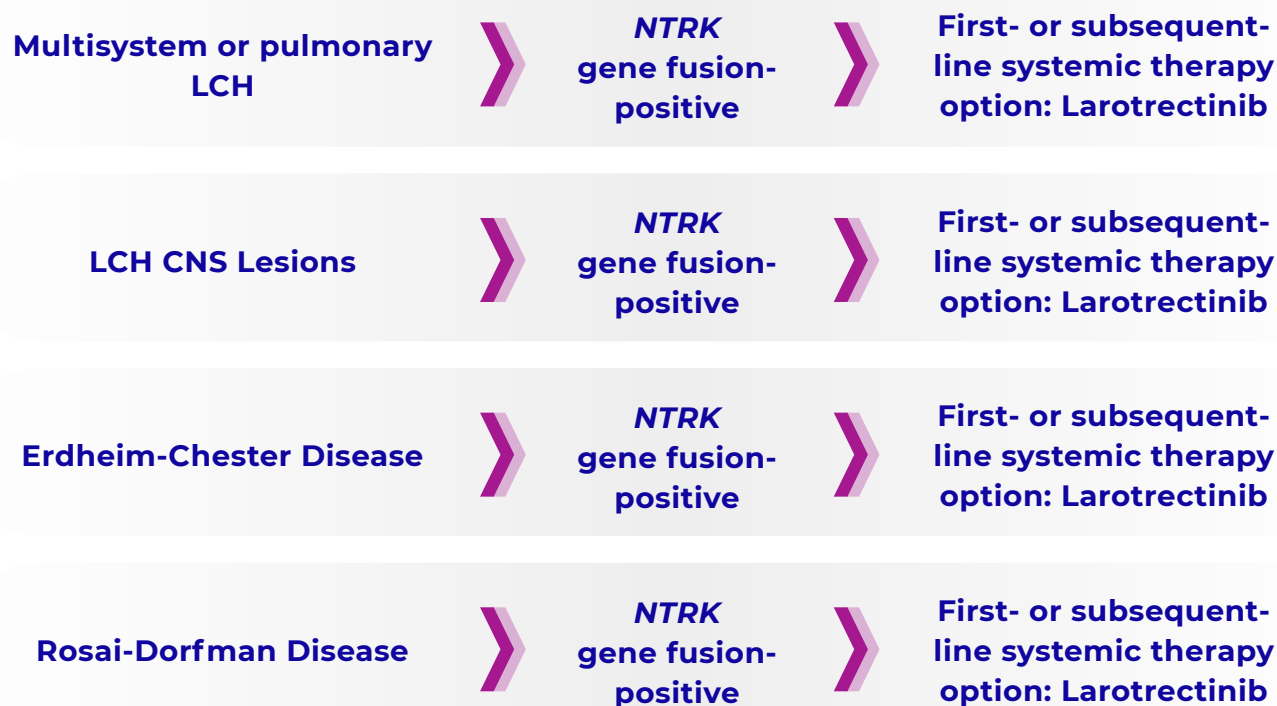 Multisystem or pulmonary
LCH
NTRK
gene fusion-
positive
First- or subsequent-
line systemic therapy
option: Larotrectinib
LCH CNS Lesions
NTRK
gene fusion-
positive
First- or subsequent-
line systemic therapy
option: Larotrectinib
Erdheim-Chester Disease
NTRK
gene fusion-
positive
First- or subsequent-
line systemic therapy
option: Larotrectinib
Rosai-Dorfman Disease
NTRK
gene fusion-
positive
First- or subsequent-
line systemic therapy
option: Larotrectinib